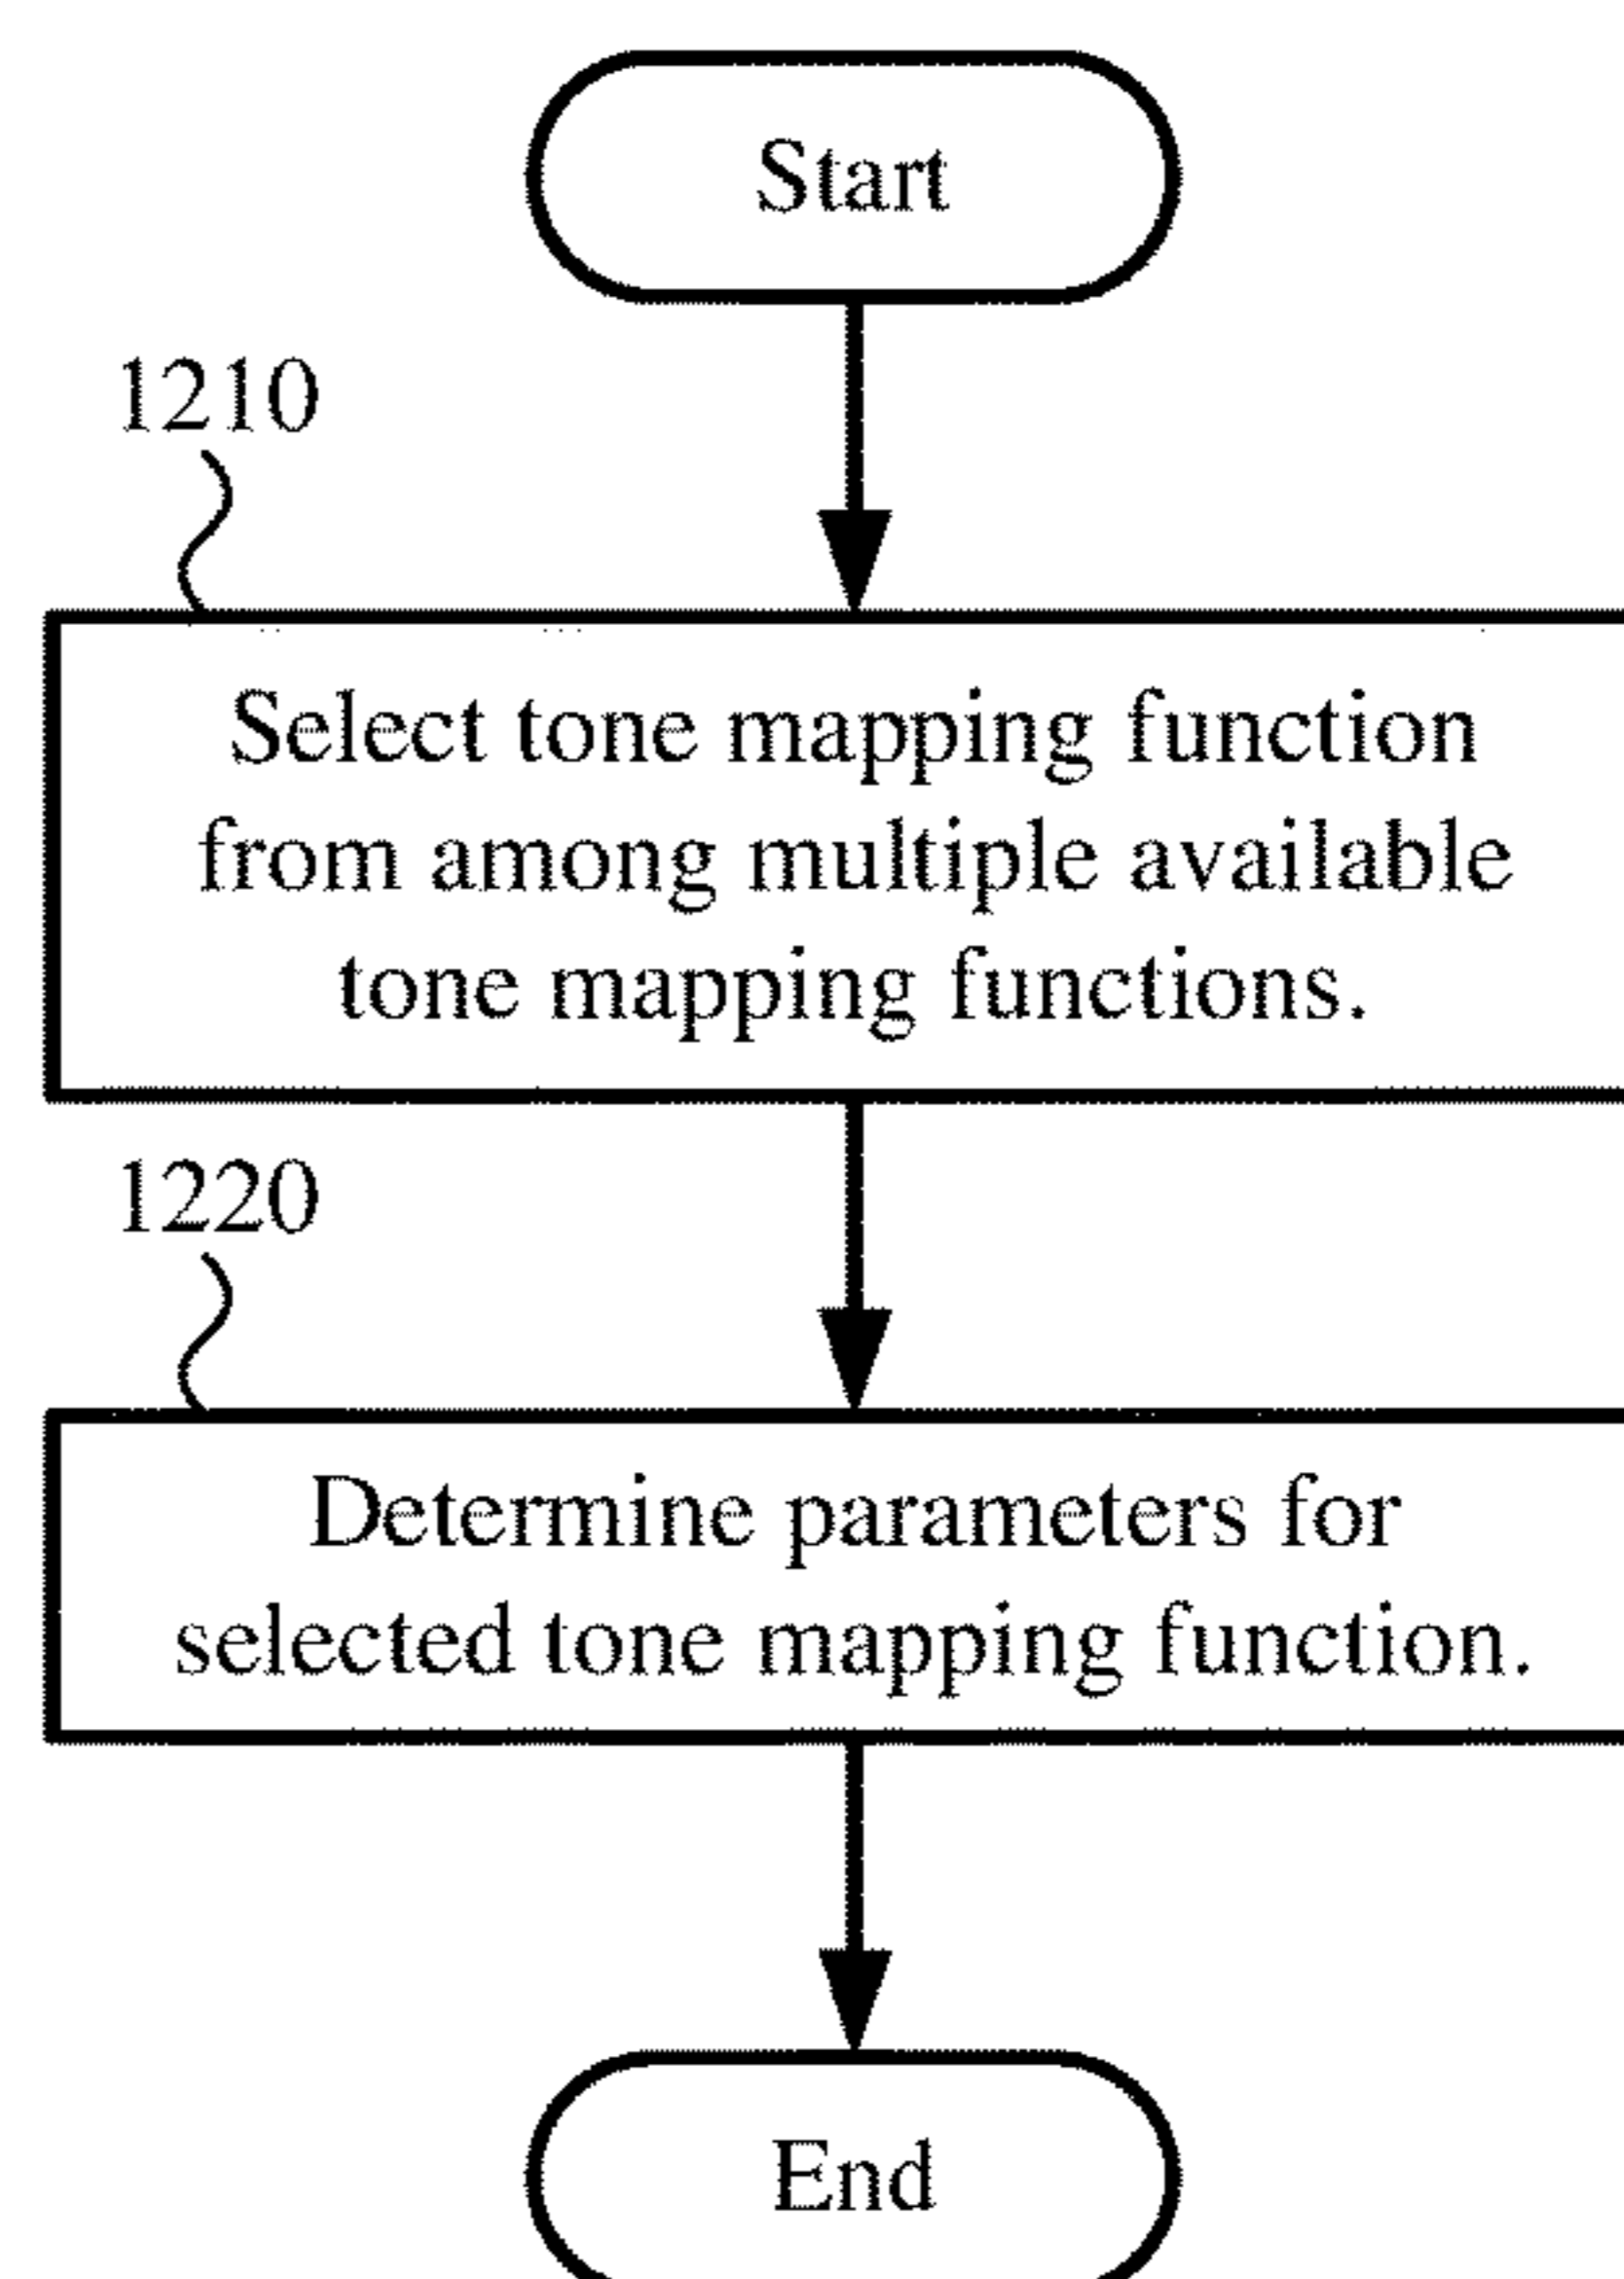 Start
1210
Select tone mapping function
from among multiple available
tone mapping functions.
1220
Determine parameters for
selected tone mapping function.
End